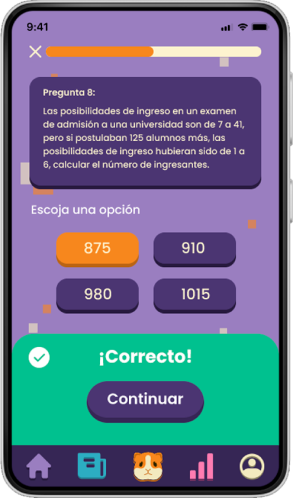 9:41
Pregunta 8:
Las posibilidades de ingreso en un examen
de admisión a una universidad son de 7 a 41,
pero si postulaban 125 alumnos más, las
posibilidades de ingreso hubieran sido de 1 a
6, calcular el número de ingresantes.
Escoja una opción
875 910
980 1015
¡Correcto!
Continuar